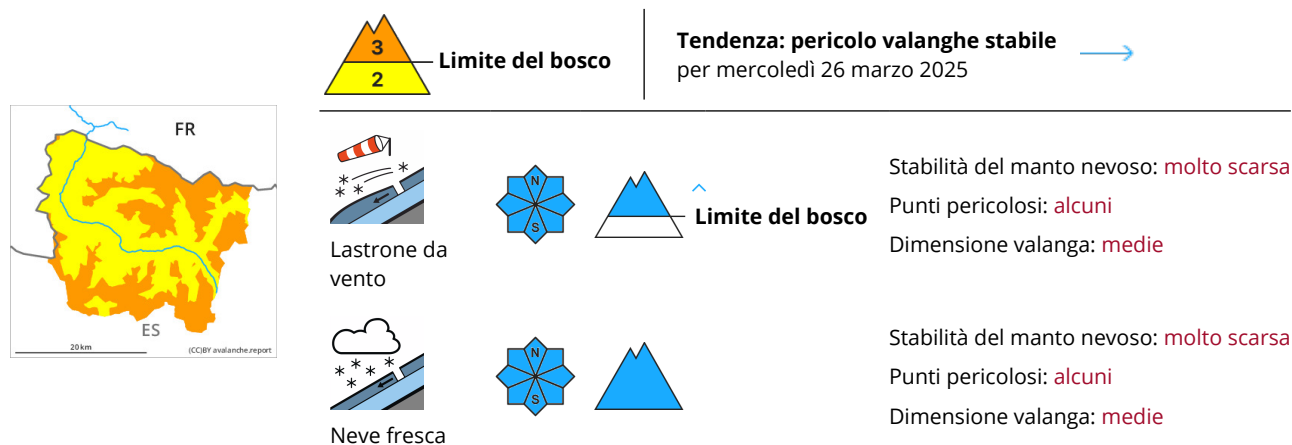 3
2
Limite del bosco
Tendenza: pericolo valanghe stabile
per mercoledì 26 marzo 2025
FR
ES
20 km
(CC)BY avalanche.report
Lastrone da
vento
N
S
Limite del bosco
Stabilità del manto nevoso: molto scarsa
Punti pericolosi: alcuni
Dimensione valanga: medie
Neve fresca
N
S
Stabilità del manto nevoso: molto scarsa
Punti pericolosi: alcuni
Dimensione valanga: medie